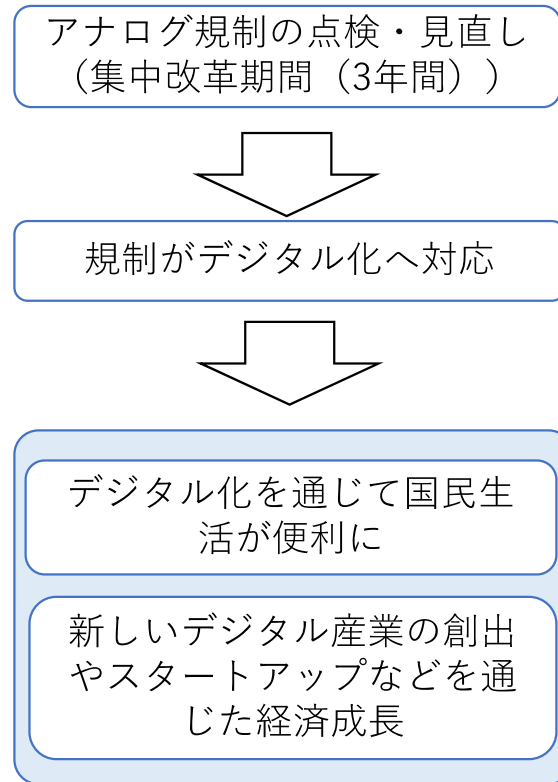 アナログ規制の点検・見直し
（集中改革期間（3年間））
規制がデジタル化へ対応
デジタル化を通じて国民生
活が便利に
新しいデジタル産業の創出
やスタートアップなどを通
じた経済成長